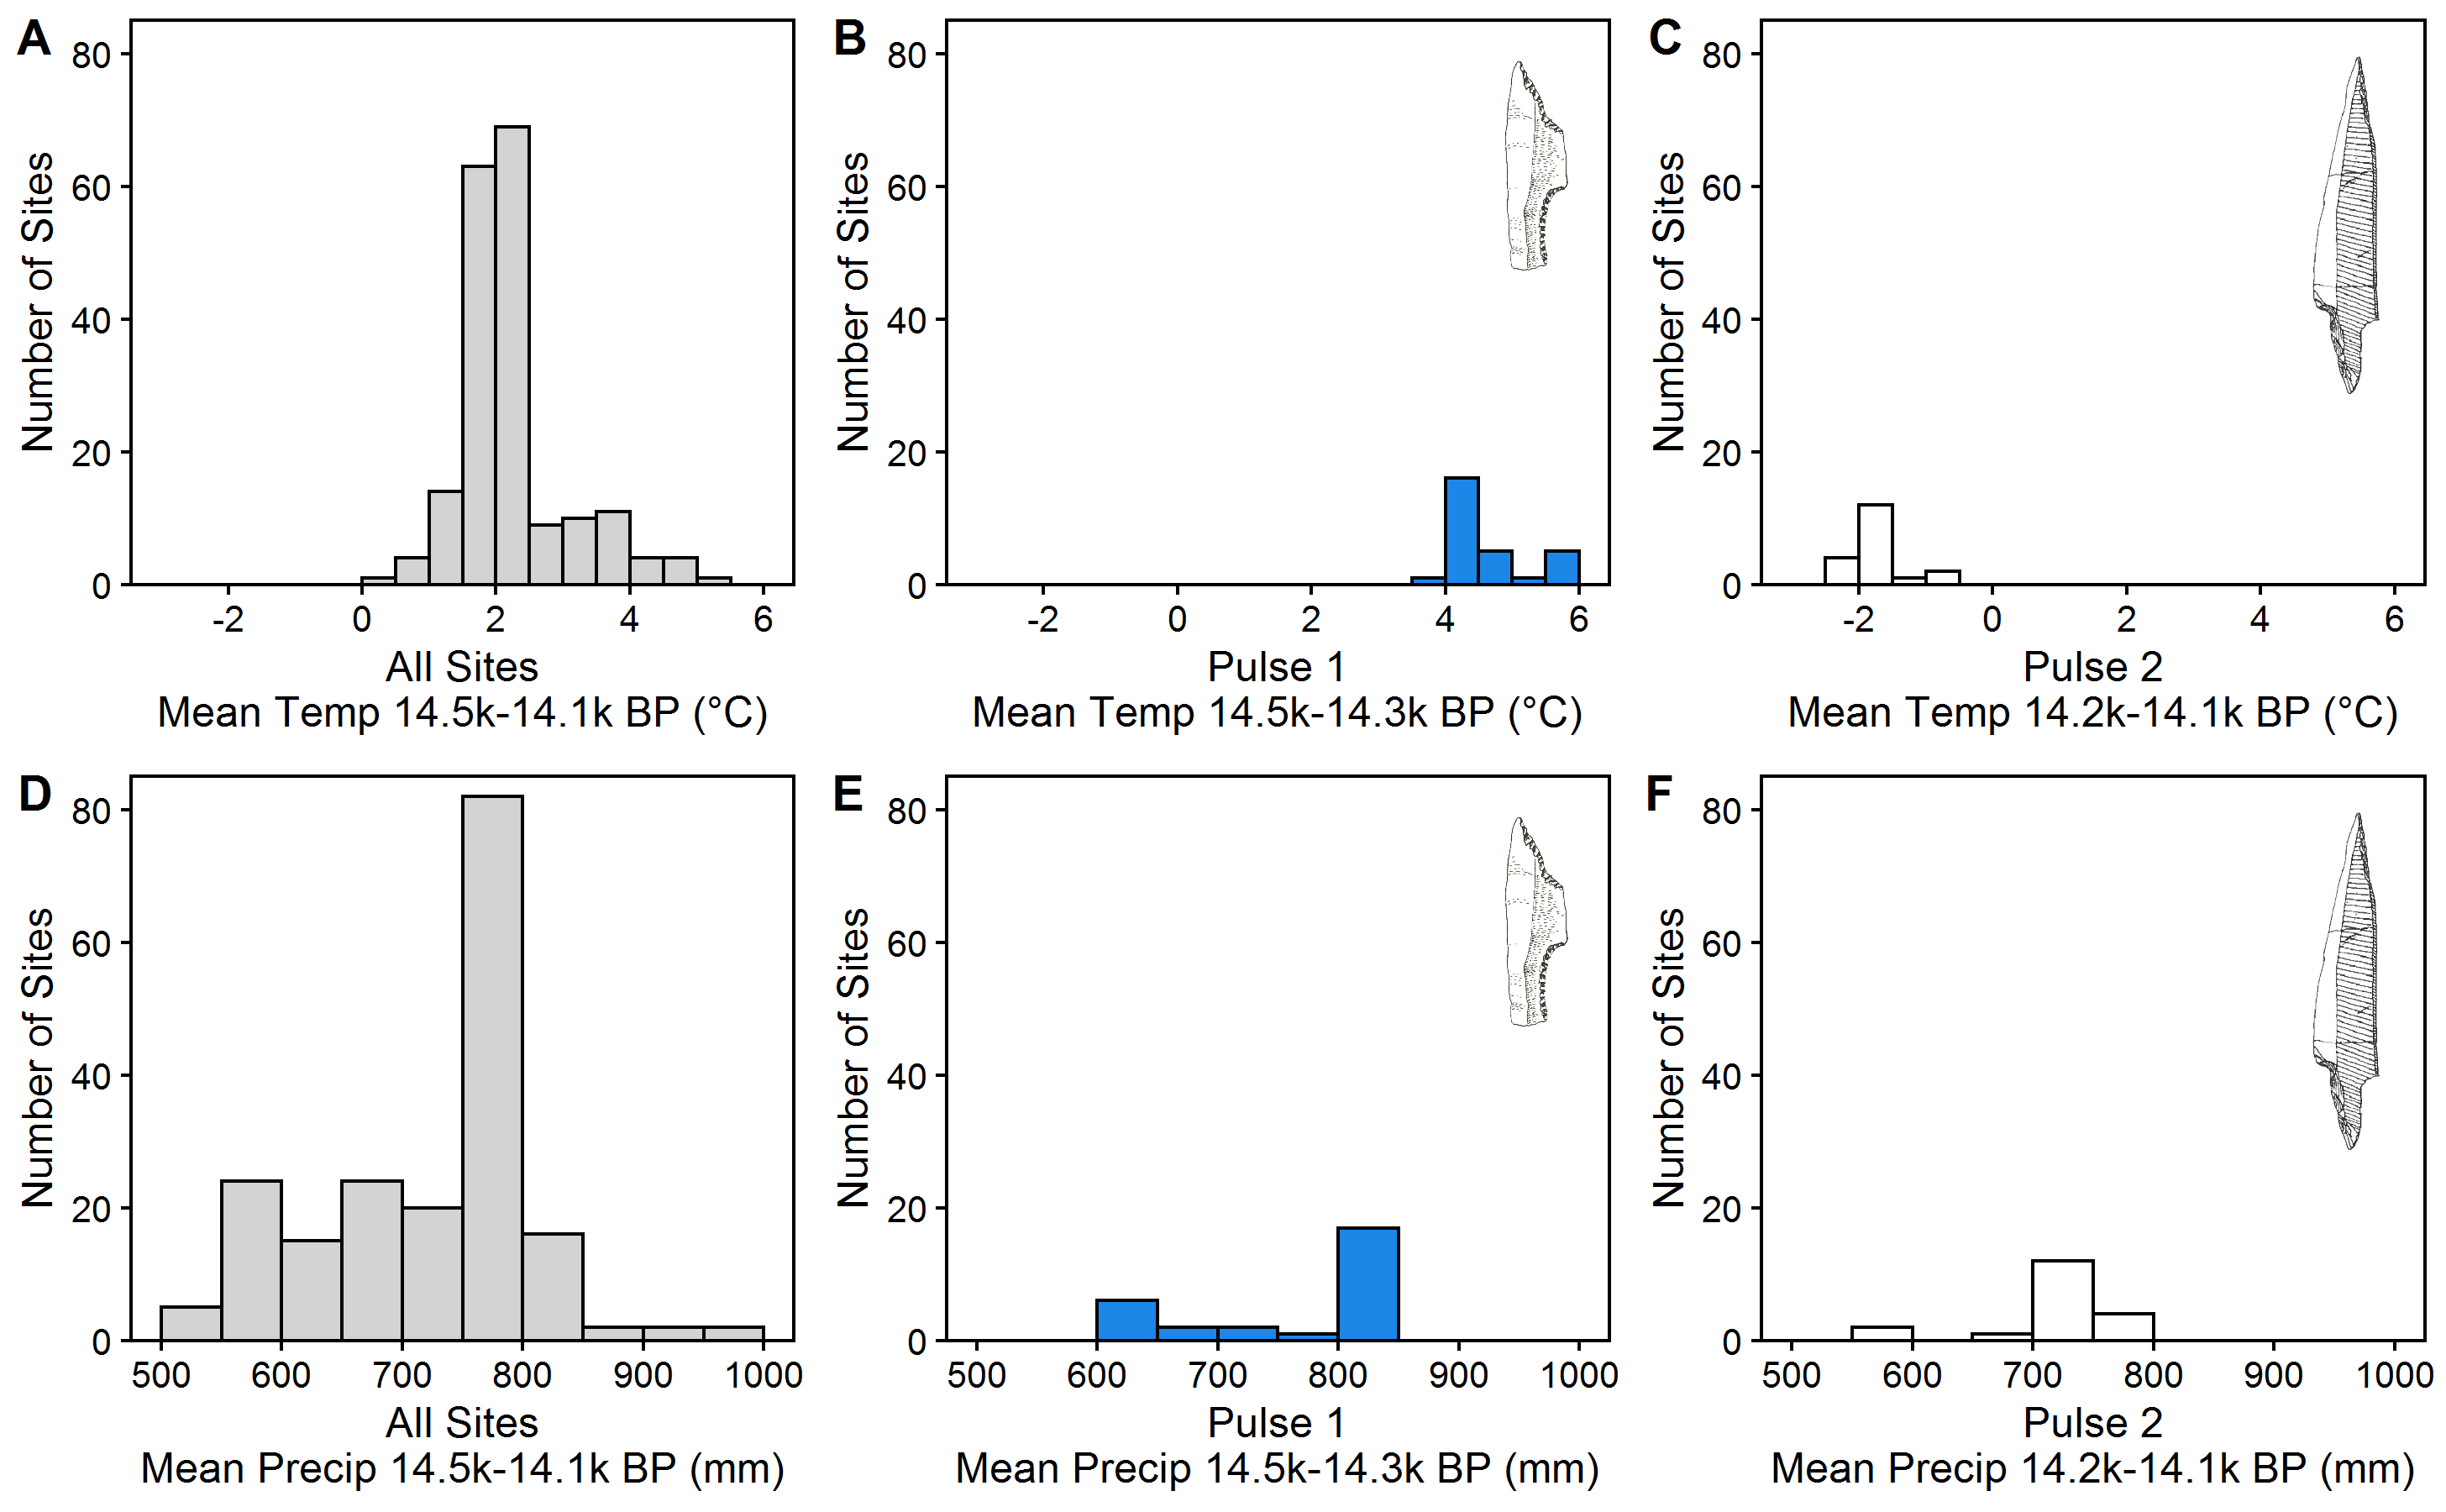 A
Number of Sites
80
60
40
20
0
-2 0 2 4 6
All Sites
Mean Temp 14.5k-14.1k BP (°C)
B
Number of Sites
80
60
40
20
0
-2 0 2 4 6
Pulse 1
Mean Temp 14.5k-14.3k BP (°C)
C
Number of Sites
80
60
40
20
0
-2 0 2 4 6
Pulse 2
Mean Temp 14.2k-14.1k BP (°C)
D
Number of Sites
80
60
40
20
0
500 600 700 800 900 1000
All Sites
Mean Precip 14.5k-14.1k BP (mm)
E
Number of Sites
80
60
40
20
0
500 600 700 800 900 1000
Pulse 1
Mean Precip 14.5k-14.3k BP (mm)
F
Number of Sites
80
60
40
20
0
500 600 700 800 900 1000
Pulse 2
Mean Precip 14.2k-14.1k BP (mm)